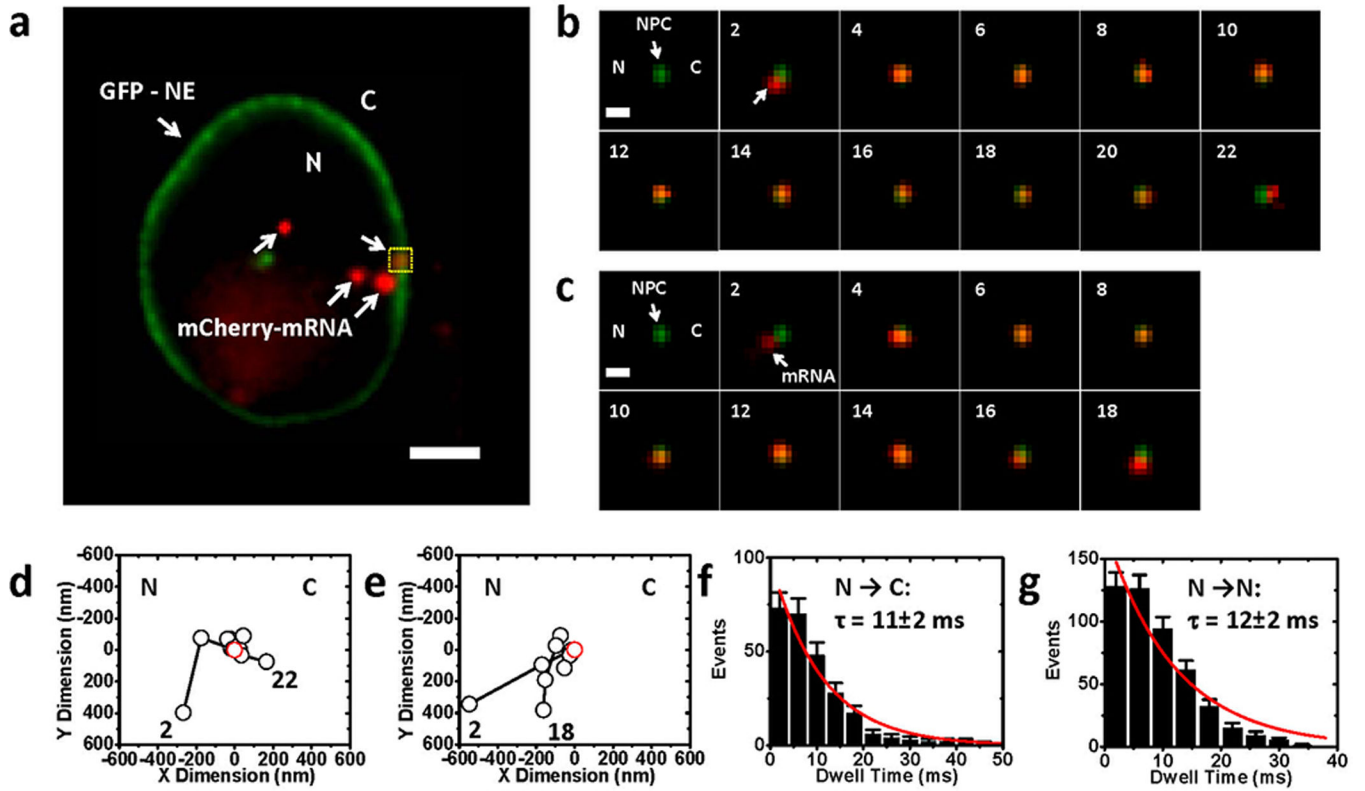 a
GFP - NE
C
N
mCherry-mRNA
b
NPC
N C
2
4
6
8
10
12
14
16
18
20
22
c
NPC
N C
2
mRNA
4
6
8
10
12
14
16
18
d
Y Dimension (nm)
-600
-400
-200
0
200
400
600
N C
2
22
-600 -400 -200 0 200 400 600
X Dimension (nm)
e
-600
-400
-200
0
200
400
600
N C
2
18
-600 -400 -200 0 200 400 600
X Dimension (nm)
f
Events
100
50
0
N → C:
τ = 11±2 ms
0 10 20 30 40 50
Dwell Time (ms)
g
Events
150
100
50
0
N → N:
τ = 12±2 ms
0 10 20 30 40
Dwell Time (ms)